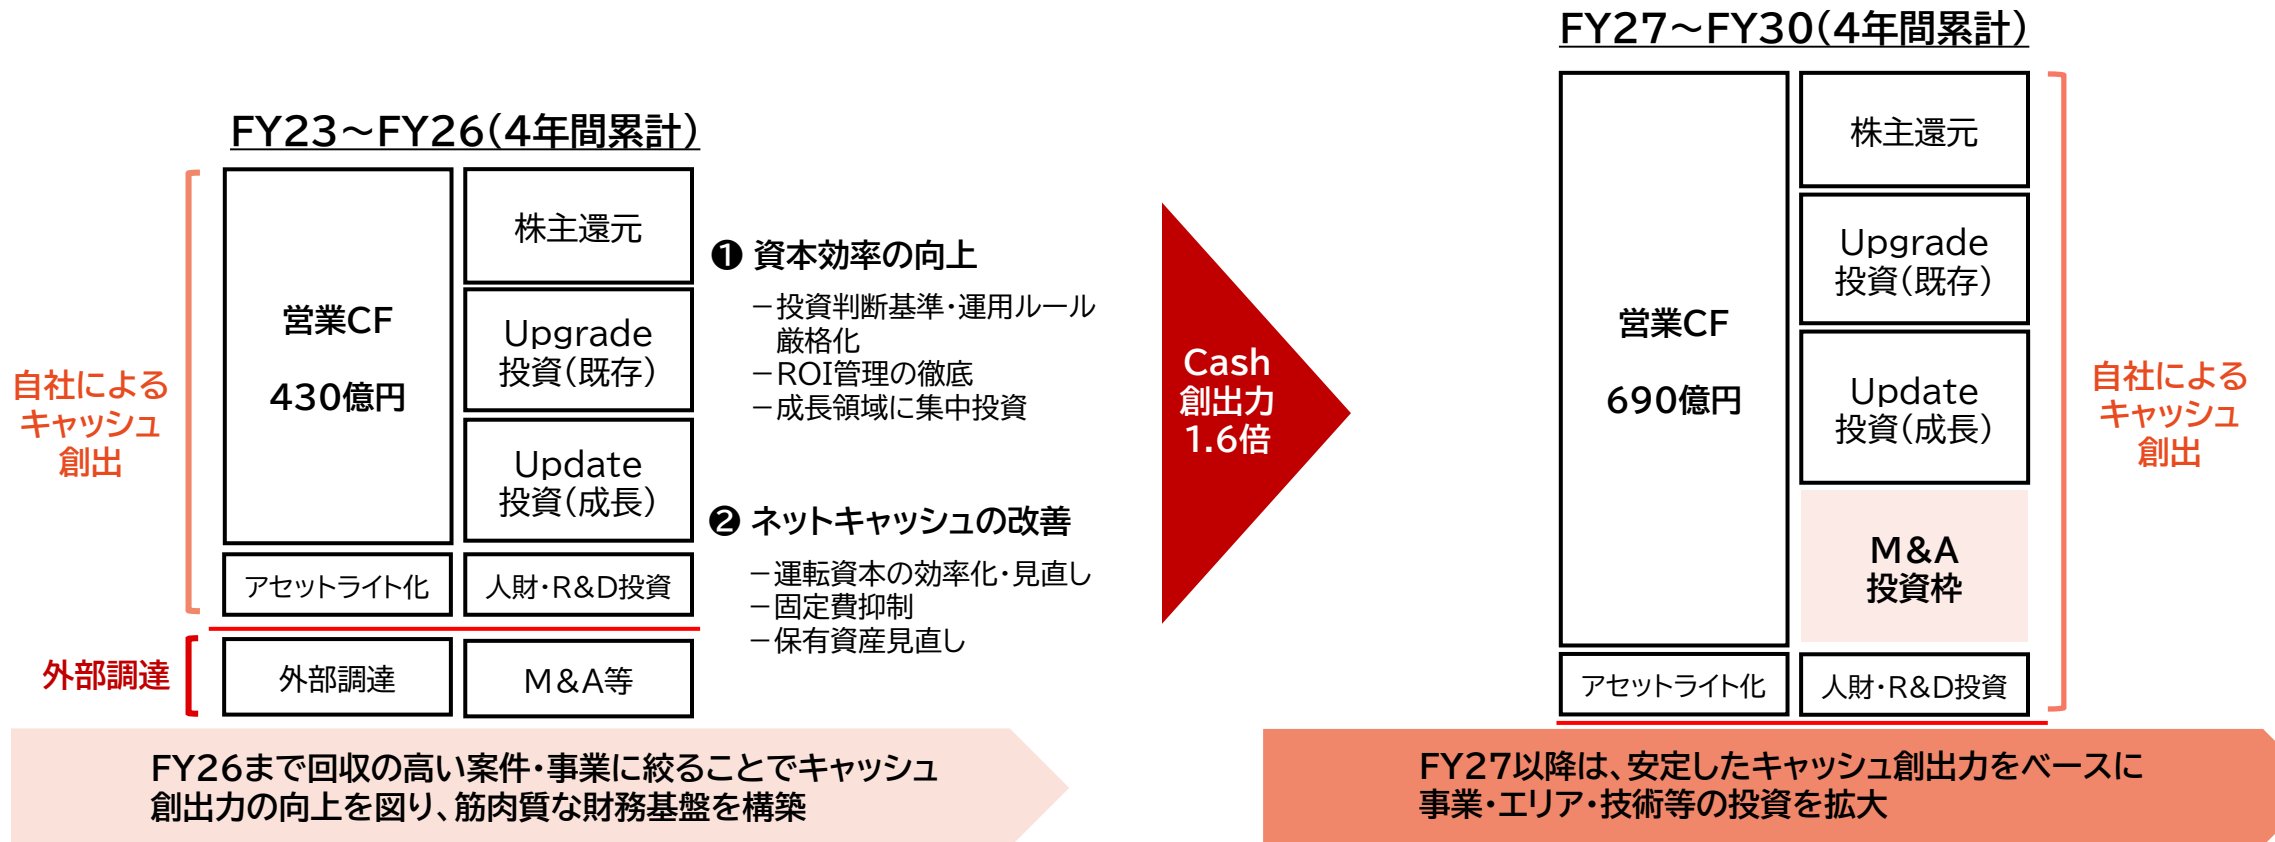 FY23～FY26（4年間累計）
自社による
キャッシュ
創出
営業CF
430億円
株主還元
Upgrade
投資（既存）
Update
投資（成長）
アセットライト化
人財・R&D投資
外部調達
外部調達
M&A等
❶ 資本効率の向上
－投資判断基準・運用ルール
厳格化
－ROI管理の徹底
－成長領域に集中投資
❷ ネットキャッシュの改善
－運転資本の効率化・見直し
－固定費抑制
－保有資産見直し
Cash
創出力
1.6倍
FY27～FY30（4年間累計）
営業CF
690億円
株主還元
Upgrade
投資（既存）
Update
投資（成長）
M&A
投資枠
アセットライト化
人財・R&D投資
自社による
キャッシュ
創出
FY26まで回収の高い案件・事業に絞ることでキャッシュ
創出力の向上を図り、筋肉質な財務基盤を構築
FY27以降は、安定したキャッシュ創出力をベースに
事業・エリア・技術等の投資を拡大